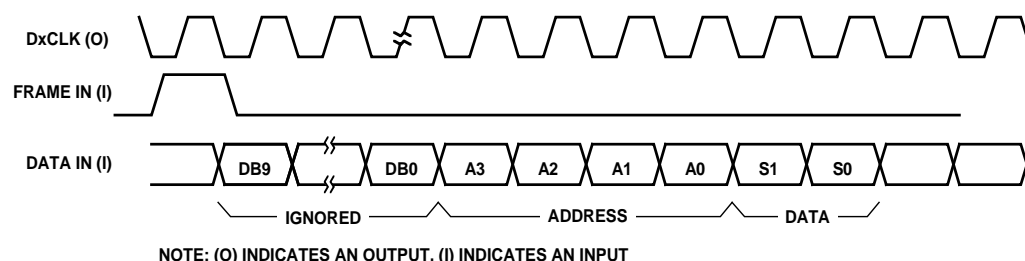 DxCLK (O)
FRAME IN (I)
DATA IN (I)
DB9 DB0 A3 A2 A1 A0 S1 S0
IGNORED ADDRESS DATA
NOTE: (O) INDICATES AN OUTPUT, (I) INDICATES AN INPUT